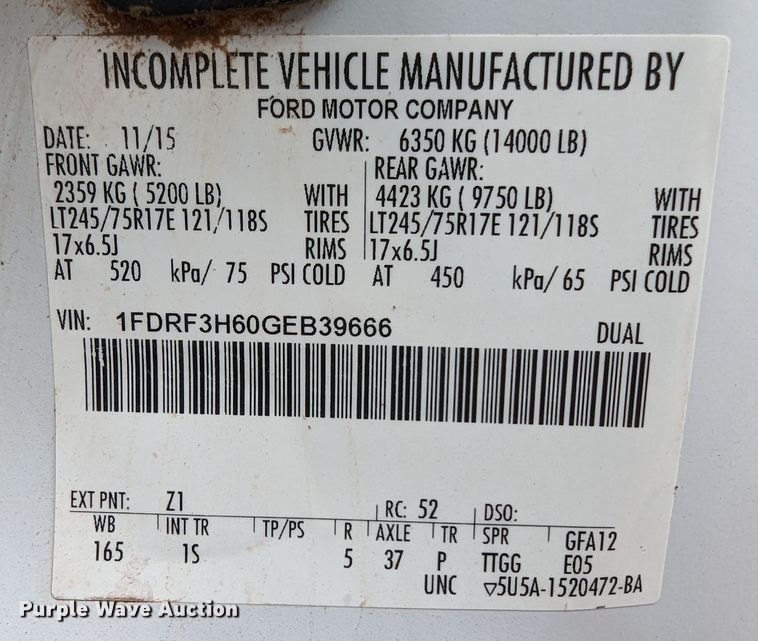 INCOMPLETE VEHICLE MANUFACTURED BY
FORD MOTOR COMPANY
DATE: 11/15 GVWR: 6350 KG (14000 LB)
FRONT GAWR: REAR GAWR:
2359 KG ( 5200 LB) WITH 4423 KG ( 9750 LB) WITH
LT245/75R17E 121/118S TIRES LT245/75R17E 121/118S TIRES
17x6.5J RIMS 17x6.5J RIMS
AT 520 kPa/ 75 PSI COLD AT 450 kPa/ 65 PSI COLD
VIN: 1FDRF3H60GEB39666 DUAL
EXT PNT: Z1 RC: 52 DSO:
WB INT TR TP/PS R AXLE TR SPR GFA12
165 1S 5 37 P TTGG E05
UNC ▽5U5A-1520472-BA
Purple Wave Auction